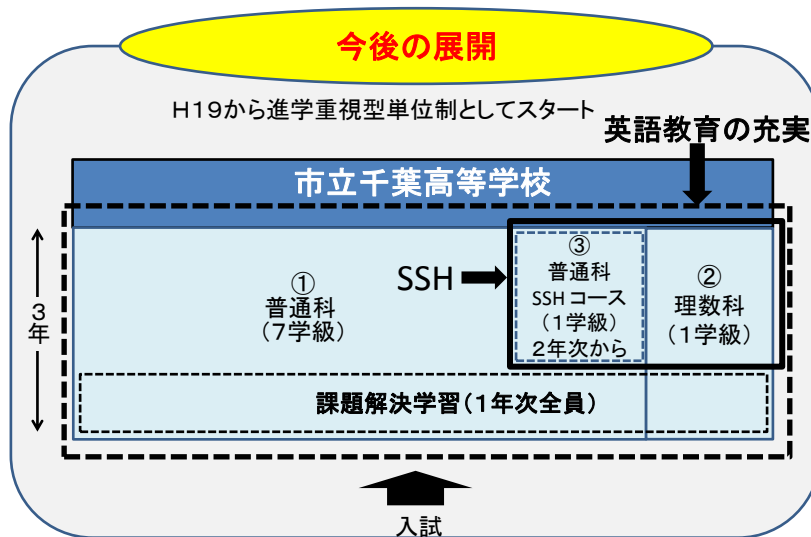 今後の展開
H19から進学重視型単位制としてスタート
英語教育の充実
市立千葉高等学校
3年
①
普通科
(7学級)
SSH
③
普通科
SSHコース
(1学級)
2年次から
②
理数科
(1学級)
課題解決学習(1年次全員)
入試